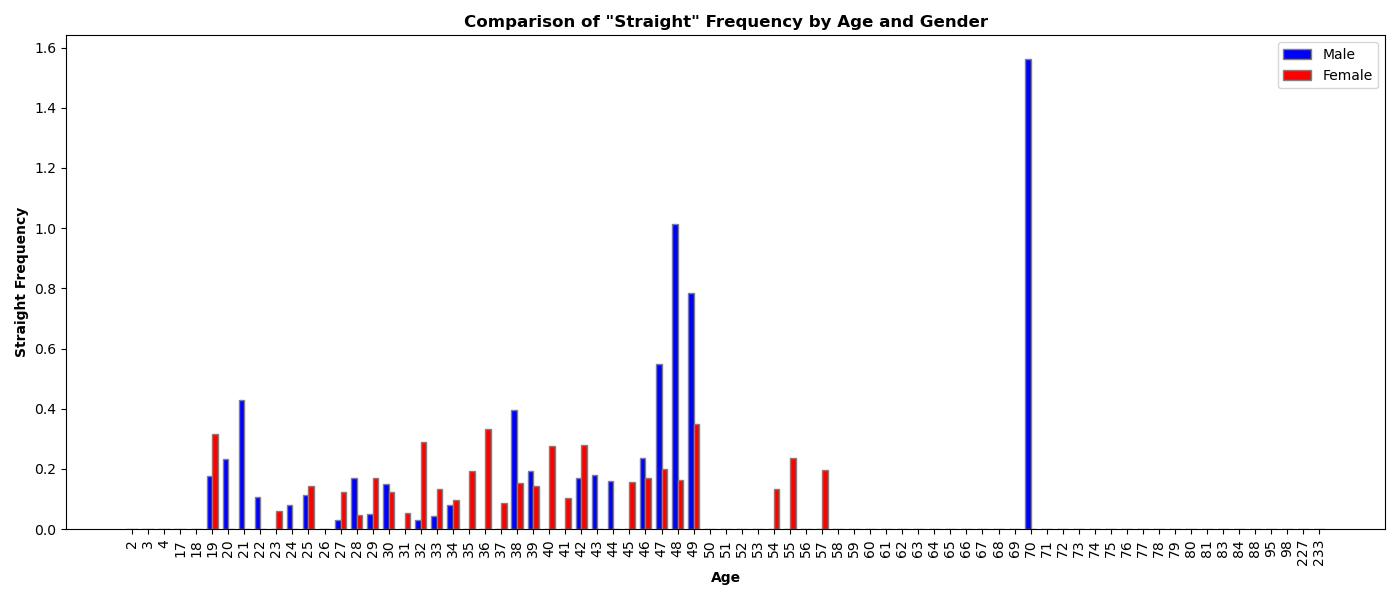 Comparison of "Straight" Frequency by Age and Gender
Male
Female
Straight Frequency
1.6
1.4
1.2
1.0
0.8
0.6
0.4
0.2
0.0
2 3 4 17 18 19 20 21 22 23 24 25 26 27 28 29 30 31 32 33 34 35 36 37 38 39 40 41 42 43 44 45 46 47 48 49 50 51 52 53 54 55 56 57 58 59 60 61 62 63 64 65 66 67 68 69 70 71 72 73 74 75 76 77 78 79 80 81 83 84 88 95 98 227 233
Age